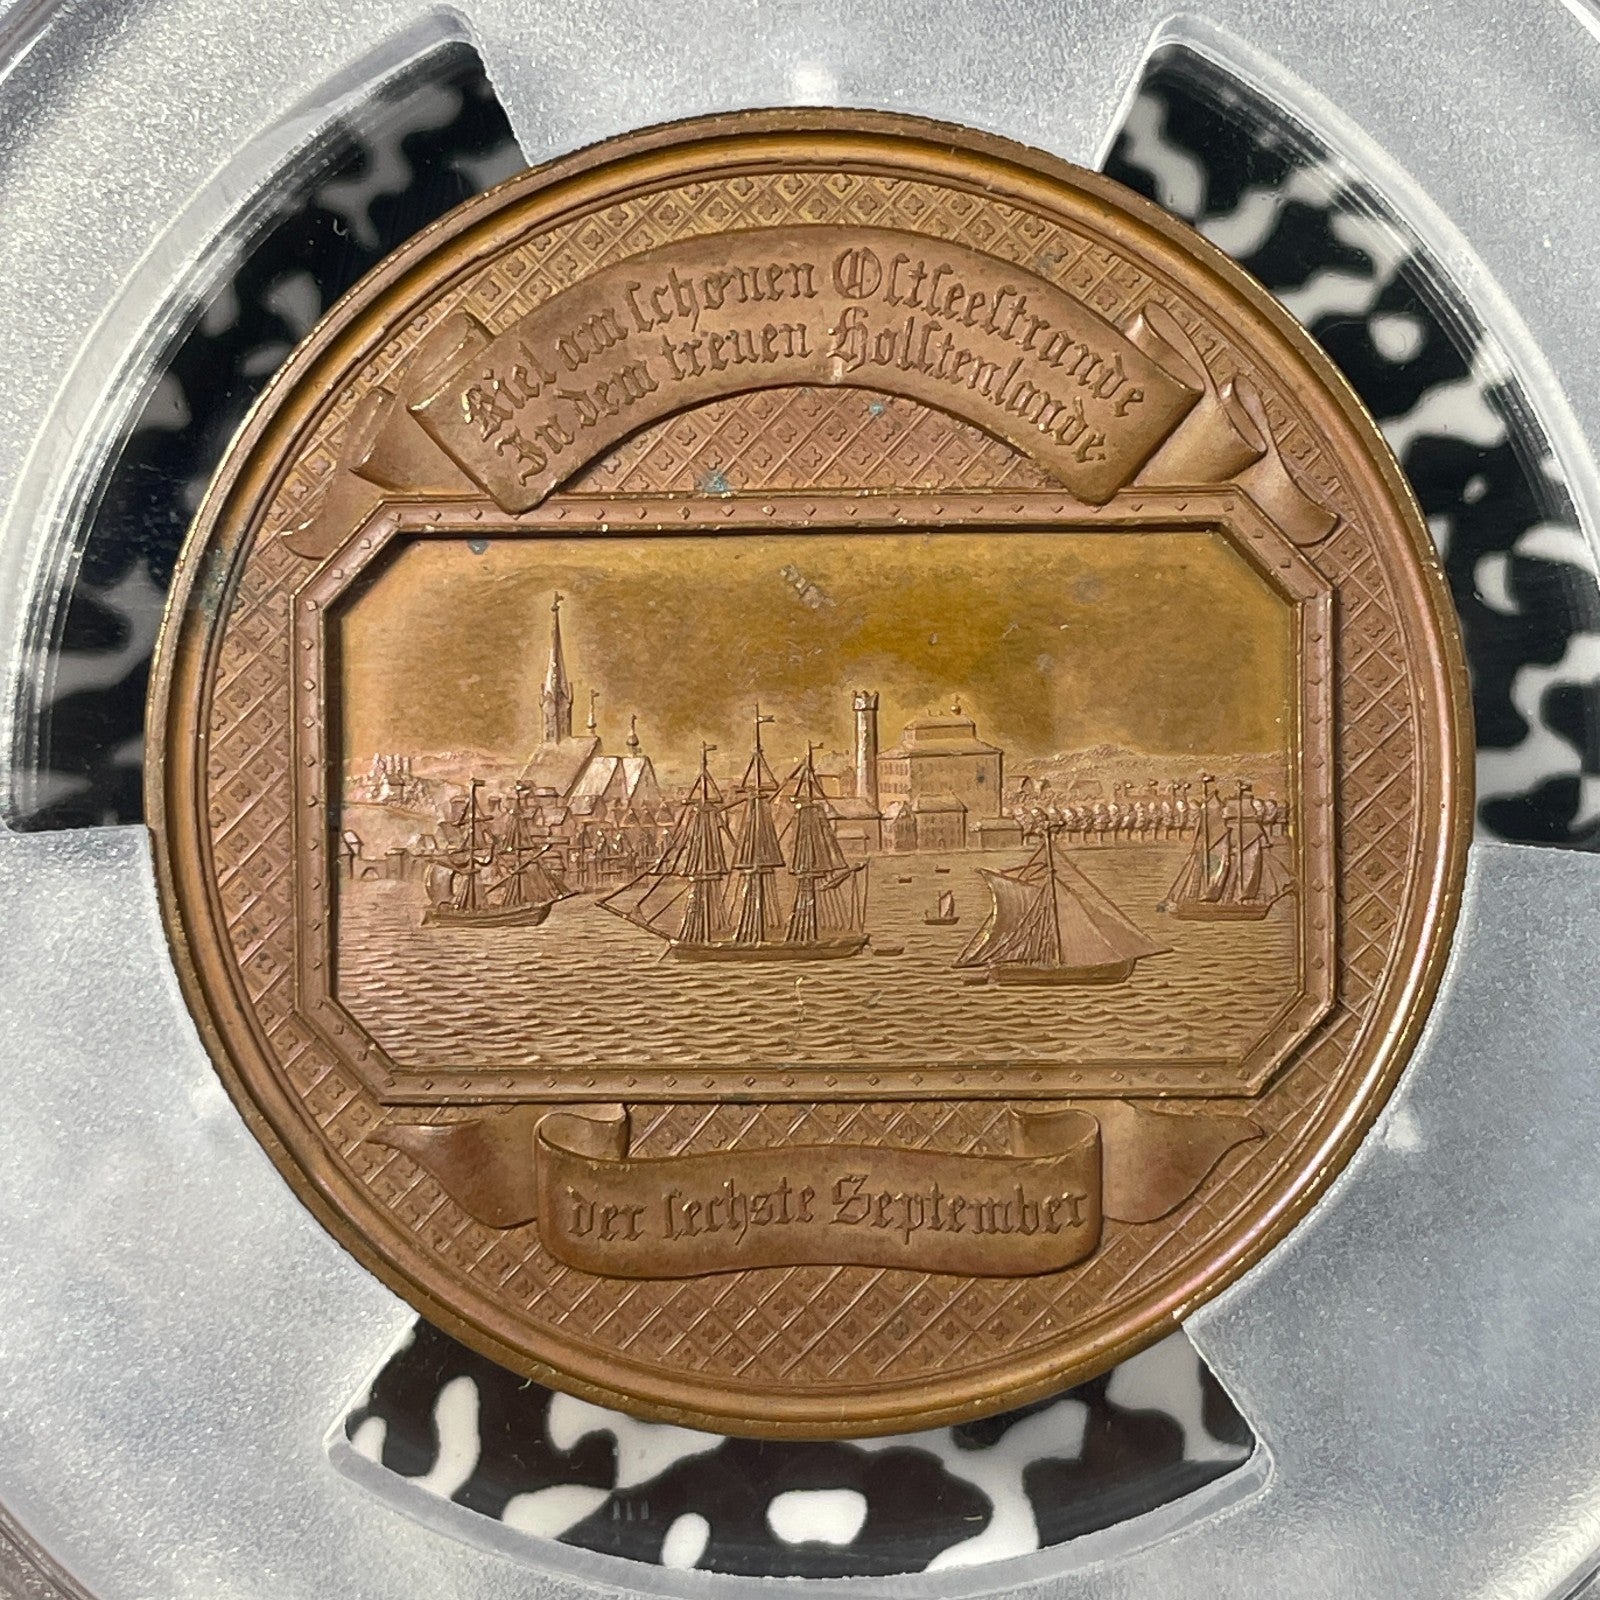 Kiel am schönen Ostseestrande
In dem treuen Holstenlande.
der sechste September